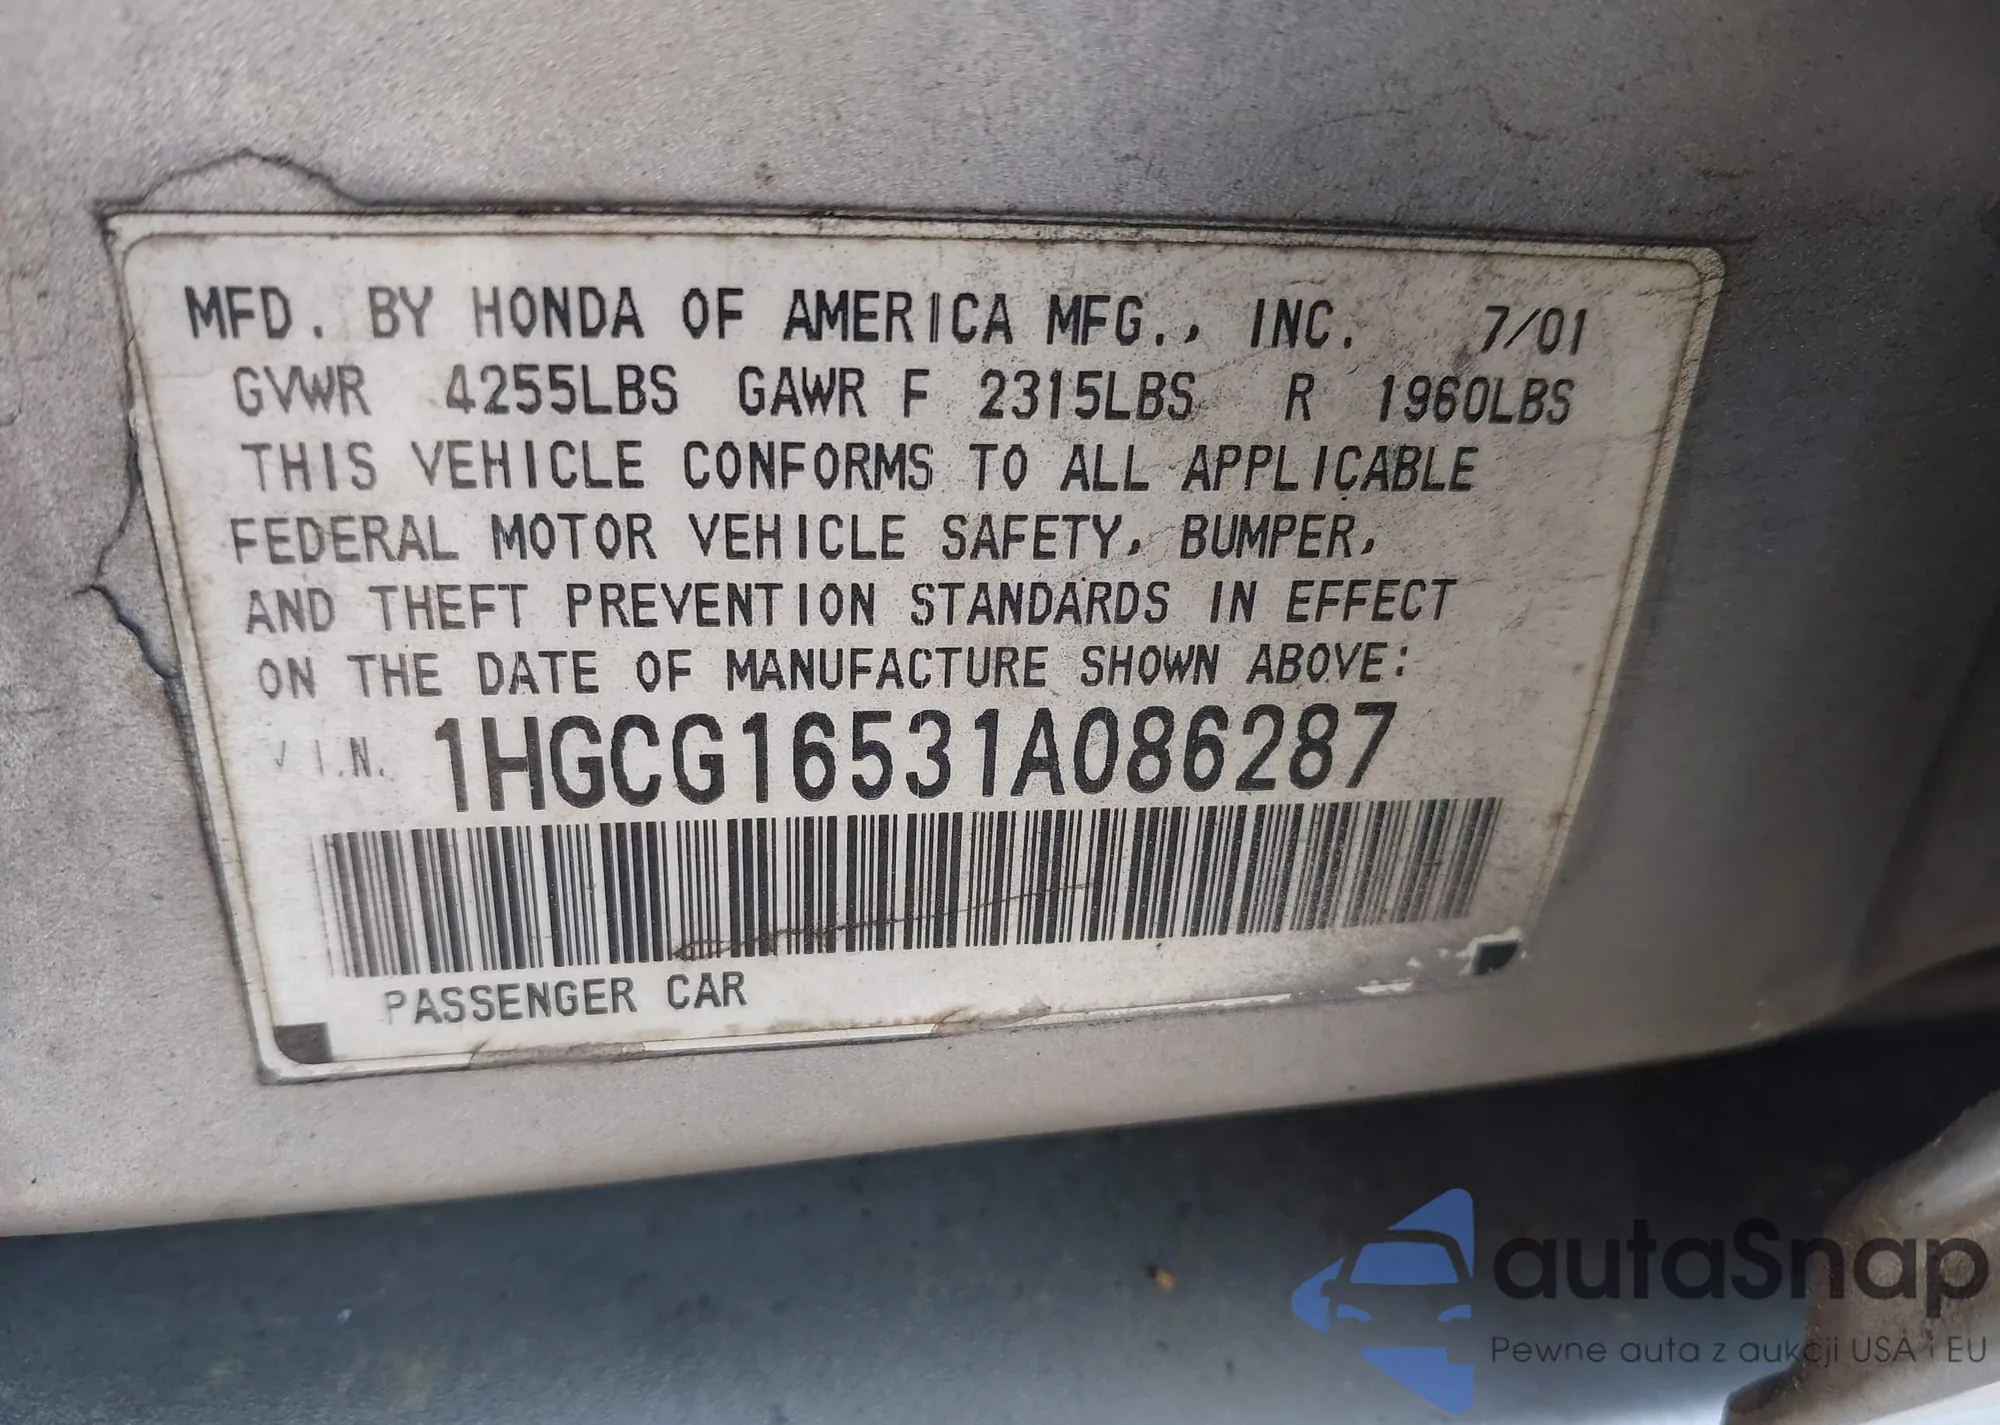 MFD. BY HONDA OF AMERICA MFG., INC. 7/01
GVWR 4255LBS GAWR F 2315LBS R 1960LBS
THIS VEHICLE CONFORMS TO ALL APPLICABLE
FEDERAL MOTOR VEHICLE SAFETY, BUMPER,
AND THEFT PREVENTION STANDARDS IN EFFECT
ON THE DATE OF MANUFACTURE SHOWN ABOVE:
V.I.N. 1HGCG16531A086287
PASSENGER CAR
autaSnap
Pewne auta z aukcji USA i EU